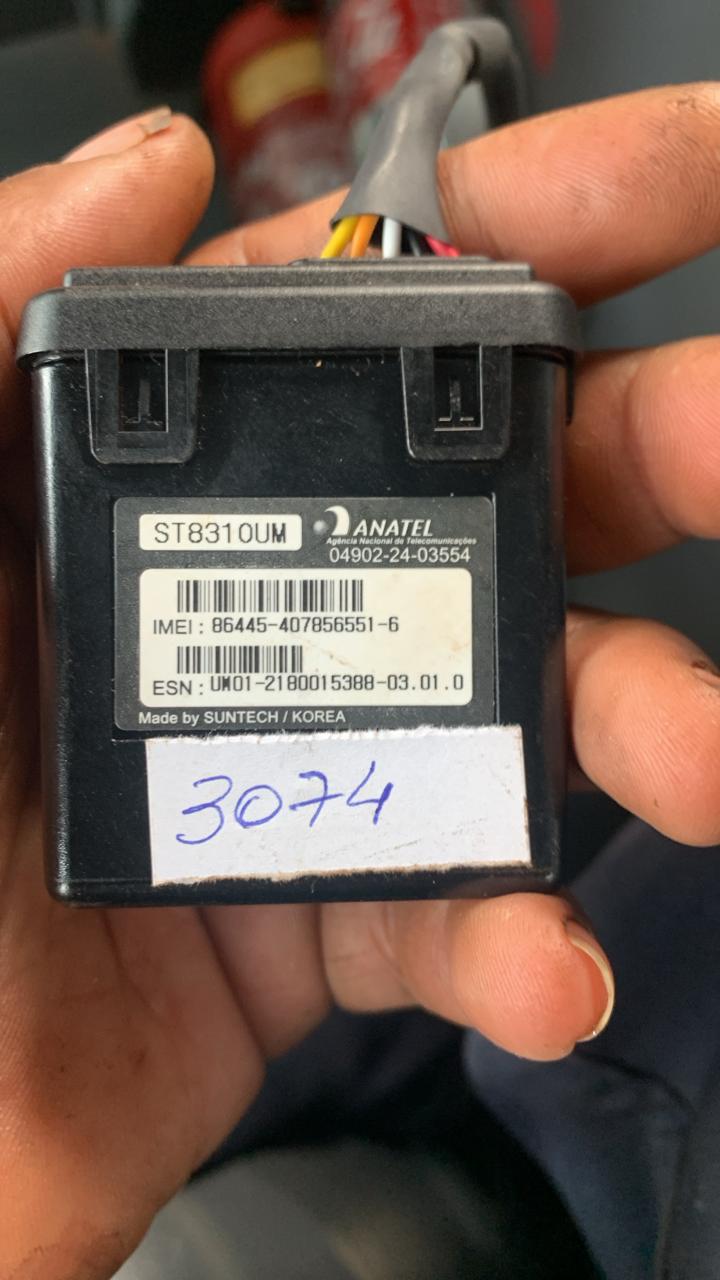 ST8310UM
ANATEL
Agência Nacional de Telecomunicações
04902-24-03554
IMEI : 86445-407856551-6
ESN : UM01-2180015388-03.01.0
Made by SUNTECH / KOREA
3074